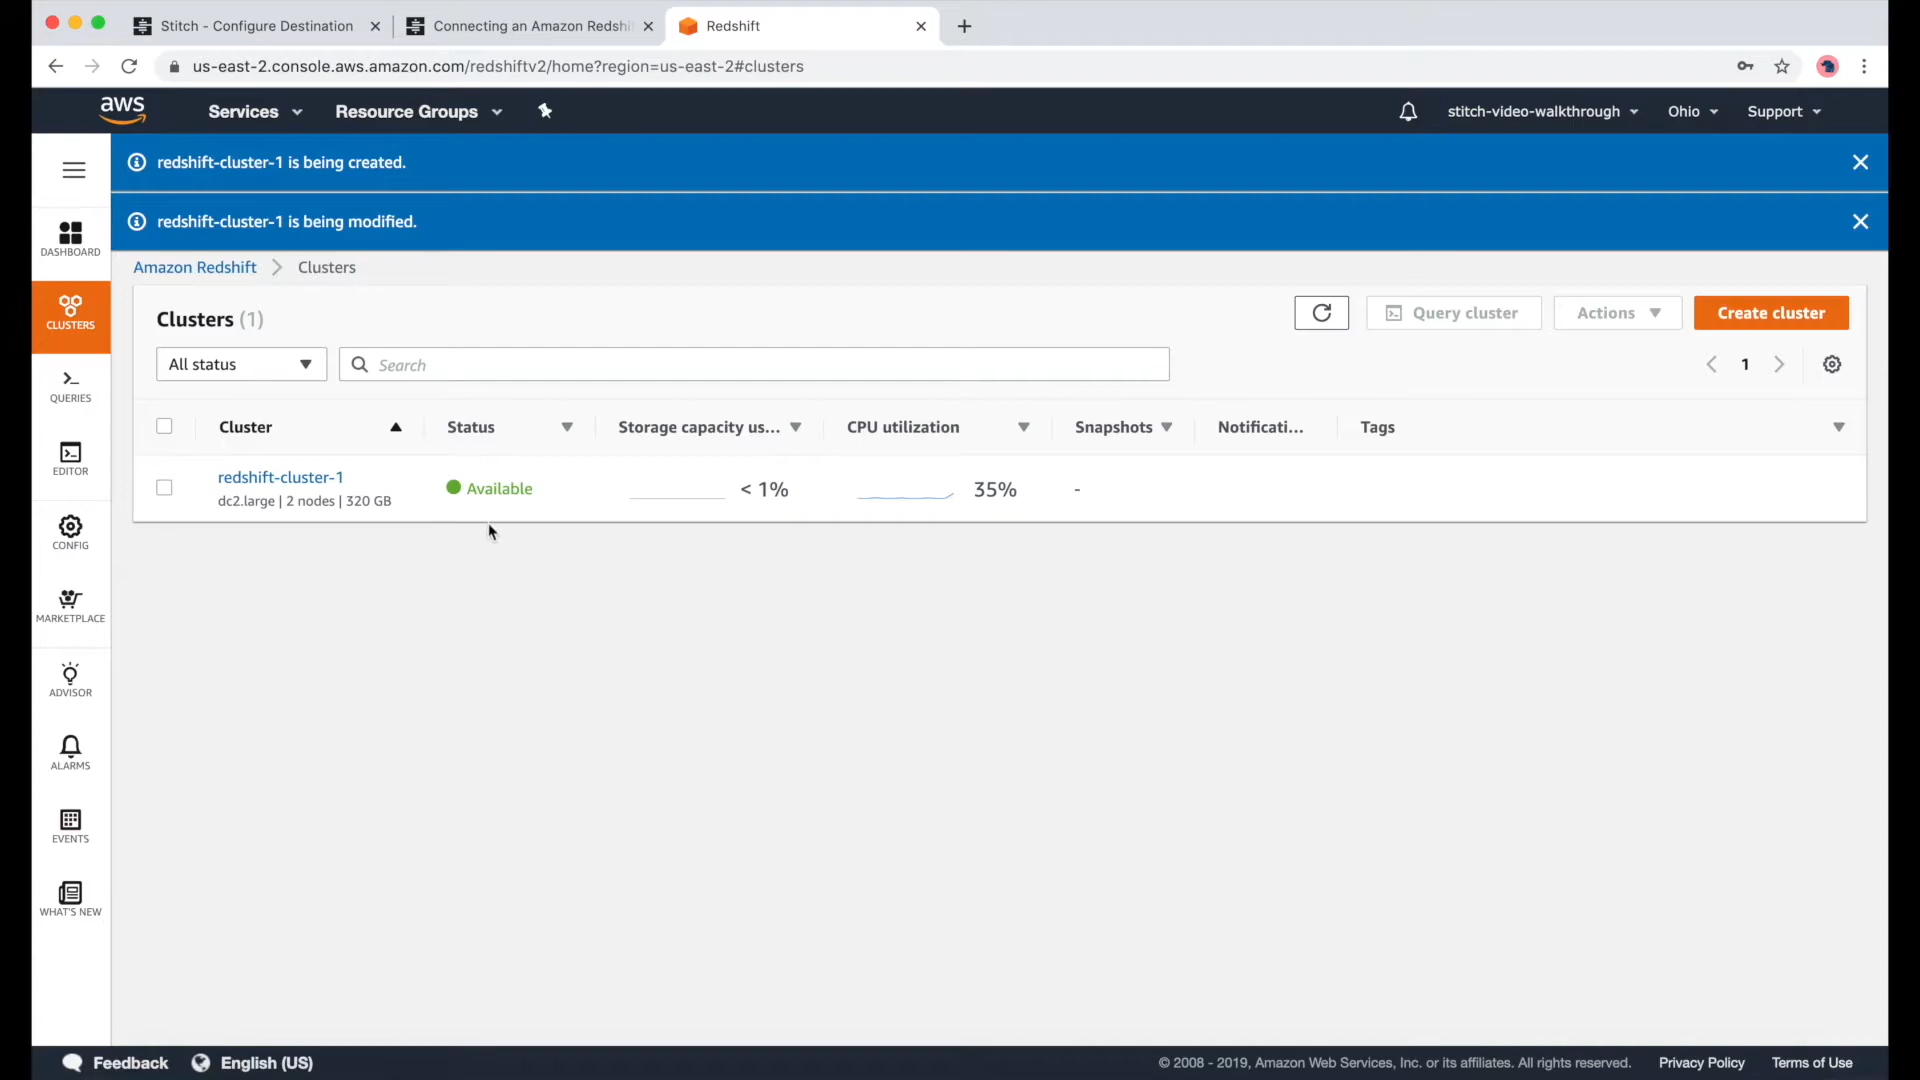 Stitch - Configure Destination
Connecting an Amazon Redshi
Redshift
us-east-2.console.aws.amazon.com/redshiftv2/home?region=us-east-2#clusters
aws
Services
Resource Groups
stitch-video-walkthrough
Ohio
Support
redshift-cluster-1 is being created.
redshift-cluster-1 is being modified.
DASHBOARD
CLUSTERS
QUERIES
EDITOR
CONFIG
MARKETPLACE
ADVISOR
ALARMS
EVENTS
WHAT'S NEW
Amazon Redshift
Clusters
Clusters (1)
Query cluster
Actions
Create cluster
All status
Search
1
Cluster
Status
Storage capacity us...
CPU utilization
Snapshots
Notificati...
Tags
redshift-cluster-1
dc2.large | 2 nodes | 320 GB
Available
< 1%
35%
-
Feedback
English (US)
© 2008 - 2019, Amazon Web Services, Inc. or its affiliates. All rights reserved.
Privacy Policy
Terms of Use